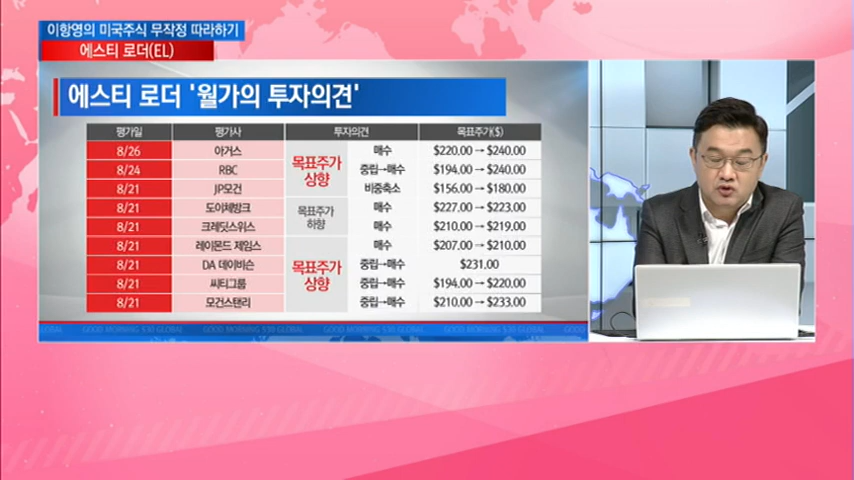 이항영의 미국주식 무작정 따라하기
에스티 로더(EL)
에스티 로더 '월가의 투자의견'
평가일 평가사 투자의견 목표주가($)
8/26 아거스 목표주가 상향 매수 $220.00→$240.00
8/24 RBC 중립→매수 $194.00→$240.00
8/21 JP모건 비중축소 $156.00→$180.00
8/21 도이체방크 목표주가 하향 매수 $227.00→$223.00
8/21 크레딧스위스 매수 $210.00→$219.00
8/21 레이몬드 제임스 목표주가 상향 매수 $207.00→$210.00
8/21 DA 데이비슨 중립→매수 $231.00
8/21 씨티그룹 중립→매수 $194.00→$220.00
8/21 모건스탠리 중립→매수 $210.00→$233.00
GLOBAL GOOD MORNING 530 GLOBAL GOOD MORNING 530 GLOBAL GOOD